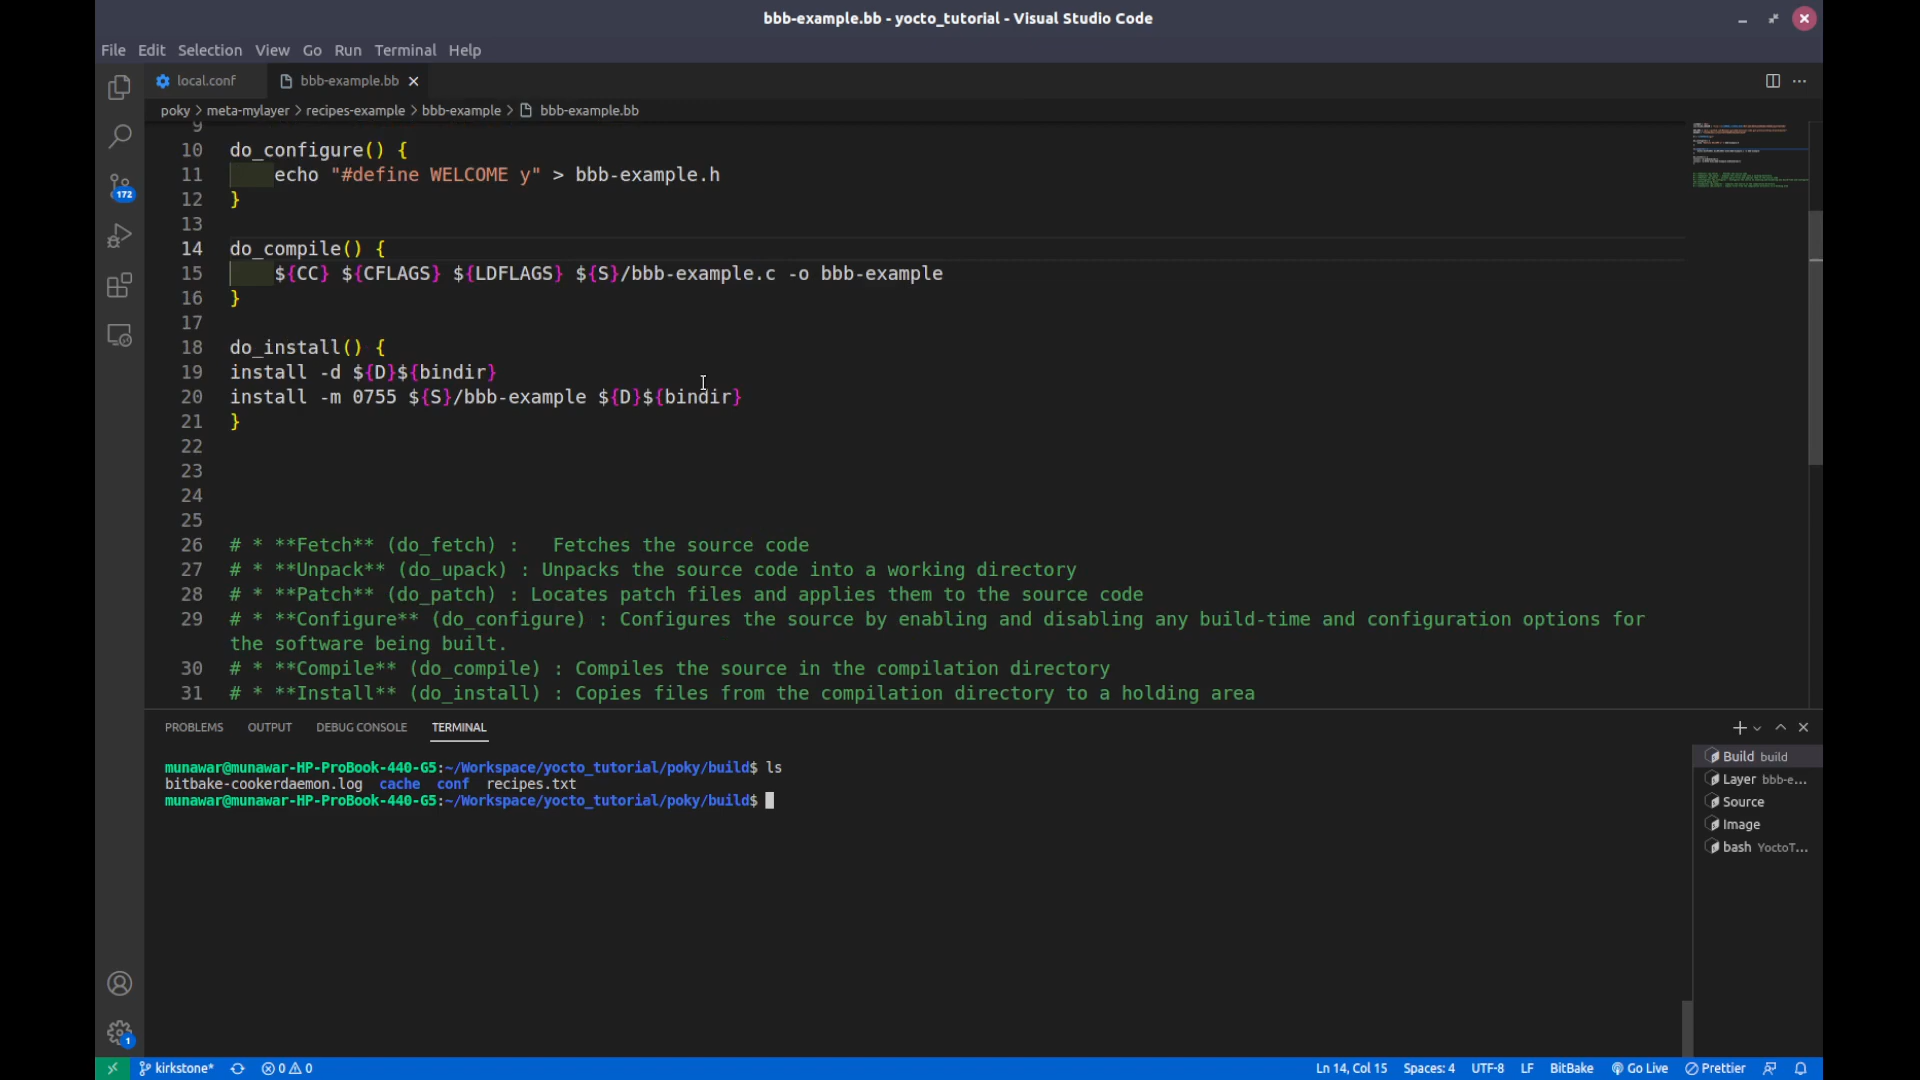 bbb-example.bb - yocto_tutorial - Visual Studio Code
File Edit Selection View Go Run Terminal Help
local.conf bbb-example.bb
poky > meta-mylayer > recipes-example > bbb-example > bbb-example.bb
9
10 do_configure() {
11 echo "#define WELCOME y" > bbb-example.h
12 }
13
14 do_compile() {
15 ${CC} ${CFLAGS} ${LDFLAGS} ${S}/bbb-example.c -o bbb-example
16 }
17
18 do_install() {
19 install -d ${D}${bindir}
20 install -m 0755 ${S}/bbb-example ${D}${bindir}
21 }
22
23
24
25
26 # * **Fetch** (do_fetch) :   Fetches the source code
27 # * **Unpack** (do_upack) : Unpacks the source code into a working directory
28 # * **Patch** (do_patch) : Locates patch files and applies them to the source code
29 # * **Configure** (do_configure) : Configures the source by enabling and disabling any build-time and configuration options for
the software being built.
30 # * **Compile** (do_compile) : Compiles the source in the compilation directory
31 # * **Install** (do_install) : Copies files from the compilation directory to a holding area
172
PROBLEMS OUTPUT DEBUG CONSOLE TERMINAL
munawar@munawar-HP-ProBook-440-G5:~/Workspace/yocto_tutorial/poky/build$ ls
bitbake-cookerdaemon.log cache conf recipes.txt
munawar@munawar-HP-ProBook-440-G5:~/Workspace/yocto_tutorial/poky/build$
Build build
Layer bbb-e...
Source
Image
bash YoctoT...
1
kirkstone* 0 0 Ln 14, Col 15 Spaces: 4 UTF-8 LF BitBake Go Live Prettier